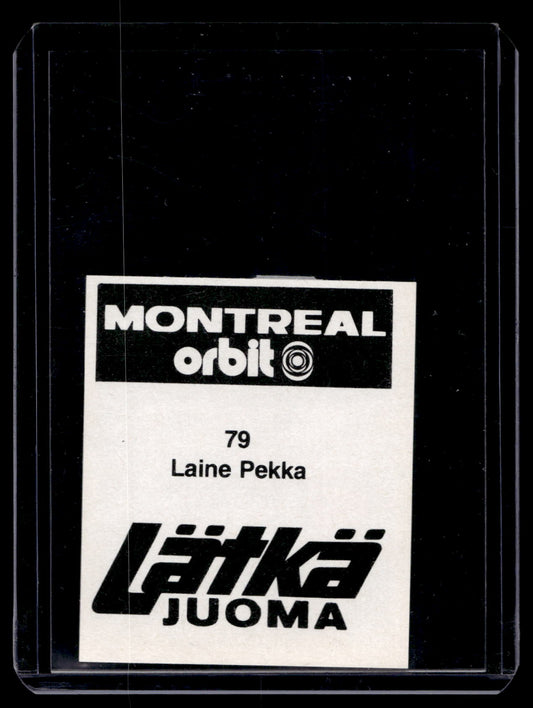 MONTREAL
orbit
79
Laine Pekka
Lätkä
JUOMA